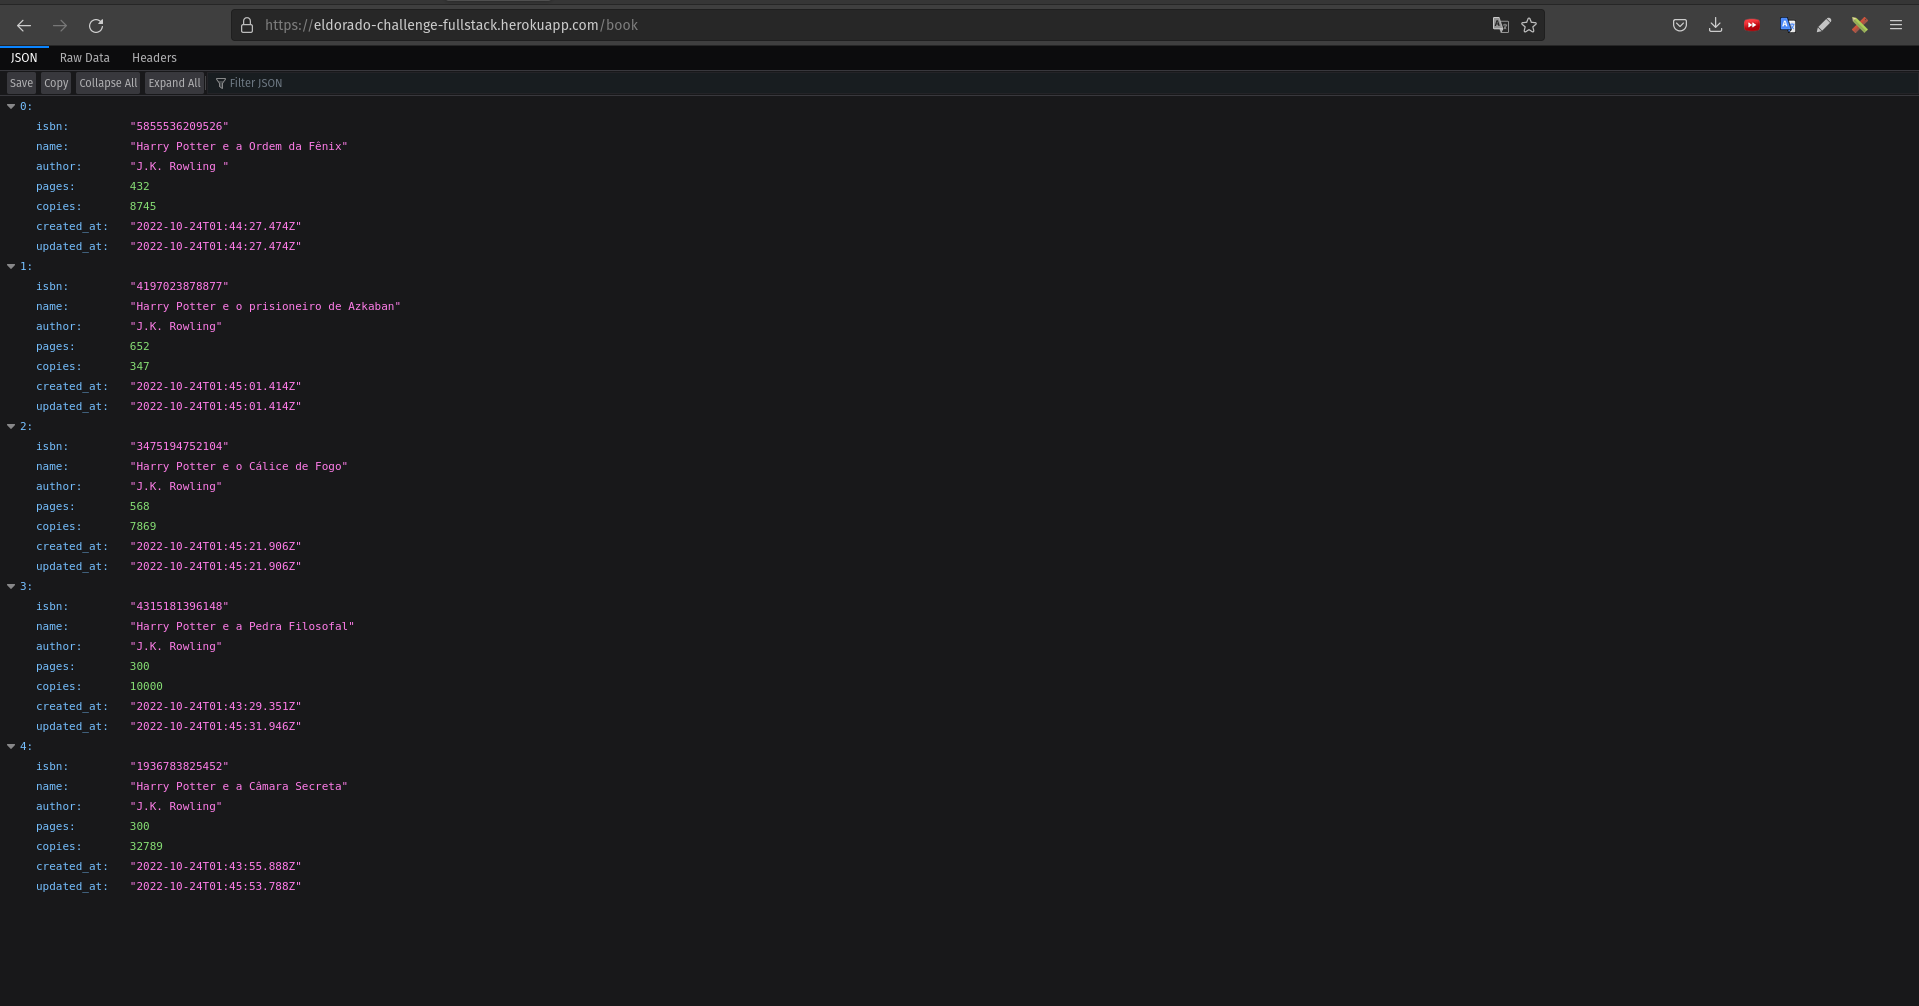 https://eldorado-challenge-fullstack.herokuapp.com/book
JSON Raw Data Headers
Save Copy Collapse All Expand All Filter JSON
0:
isbn: "5855536209526"
name: "Harry Potter e a Ordem da Fênix"
author: "J.K. Rowling "
pages: 432
copies: 8745
created_at: "2022-10-24T01:44:27.474Z"
updated_at: "2022-10-24T01:44:27.474Z"
1:
isbn: "4197023878877"
name: "Harry Potter e o prisioneiro de Azkaban"
author: "J.K. Rowling"
pages: 652
copies: 347
created_at: "2022-10-24T01:45:01.414Z"
updated_at: "2022-10-24T01:45:01.414Z"
2:
isbn: "3475194752104"
name: "Harry Potter e o Cálice de Fogo"
author: "J.K. Rowling"
pages: 568
copies: 7869
created_at: "2022-10-24T01:45:21.906Z"
updated_at: "2022-10-24T01:45:21.906Z"
3:
isbn: "4315181396148"
name: "Harry Potter e a Pedra Filosofal"
author: "J.K. Rowling"
pages: 300
copies: 10000
created_at: "2022-10-24T01:43:29.351Z"
updated_at: "2022-10-24T01:45:31.946Z"
4:
isbn: "1936783825452"
name: "Harry Potter e a Câmara Secreta"
author: "J.K. Rowling"
pages: 300
copies: 32789
created_at: "2022-10-24T01:43:55.888Z"
updated_at: "2022-10-24T01:45:53.788Z"